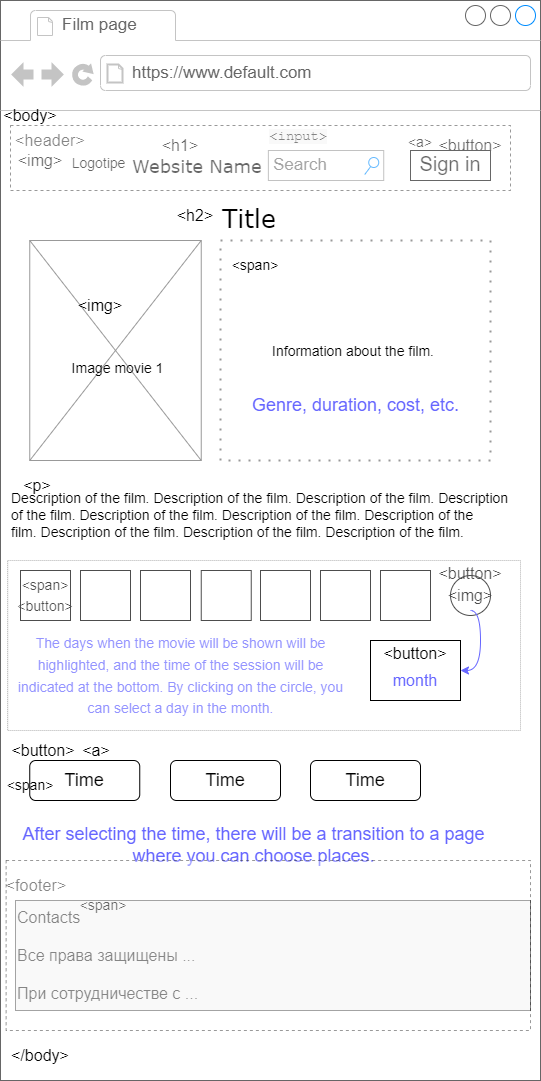 Film page
https://www.default.com
<body>
<header>
<img>
Logotipe
<h1>
Website Name
<input>
Search
<a>
<button>
Sign in
<h2>
Title
<img>
Image movie 1
<span>
Information about the film.
Genre, duration, cost, etc.
<p>
Description of the film. Description of the film. Description of the film. Description
of the film. Description of the film. Description of the film. Description of the
film. Description of the film. Description of the film. Description of the film.
<span>
<button>
<button>
<img>
The days when the movie will be shown will be
highlighted, and the time of the session will be
indicated at the bottom. By clicking on the circle, you
can select a day in the month.
<button>
month
<button> <a>
<span>
Time
Time
Time
After selecting the time, there will be a transition to a page
where you can choose places.
<footer>
<span>
Contacts
Все права защищены ...
При сотрудничестве с ...
</body>